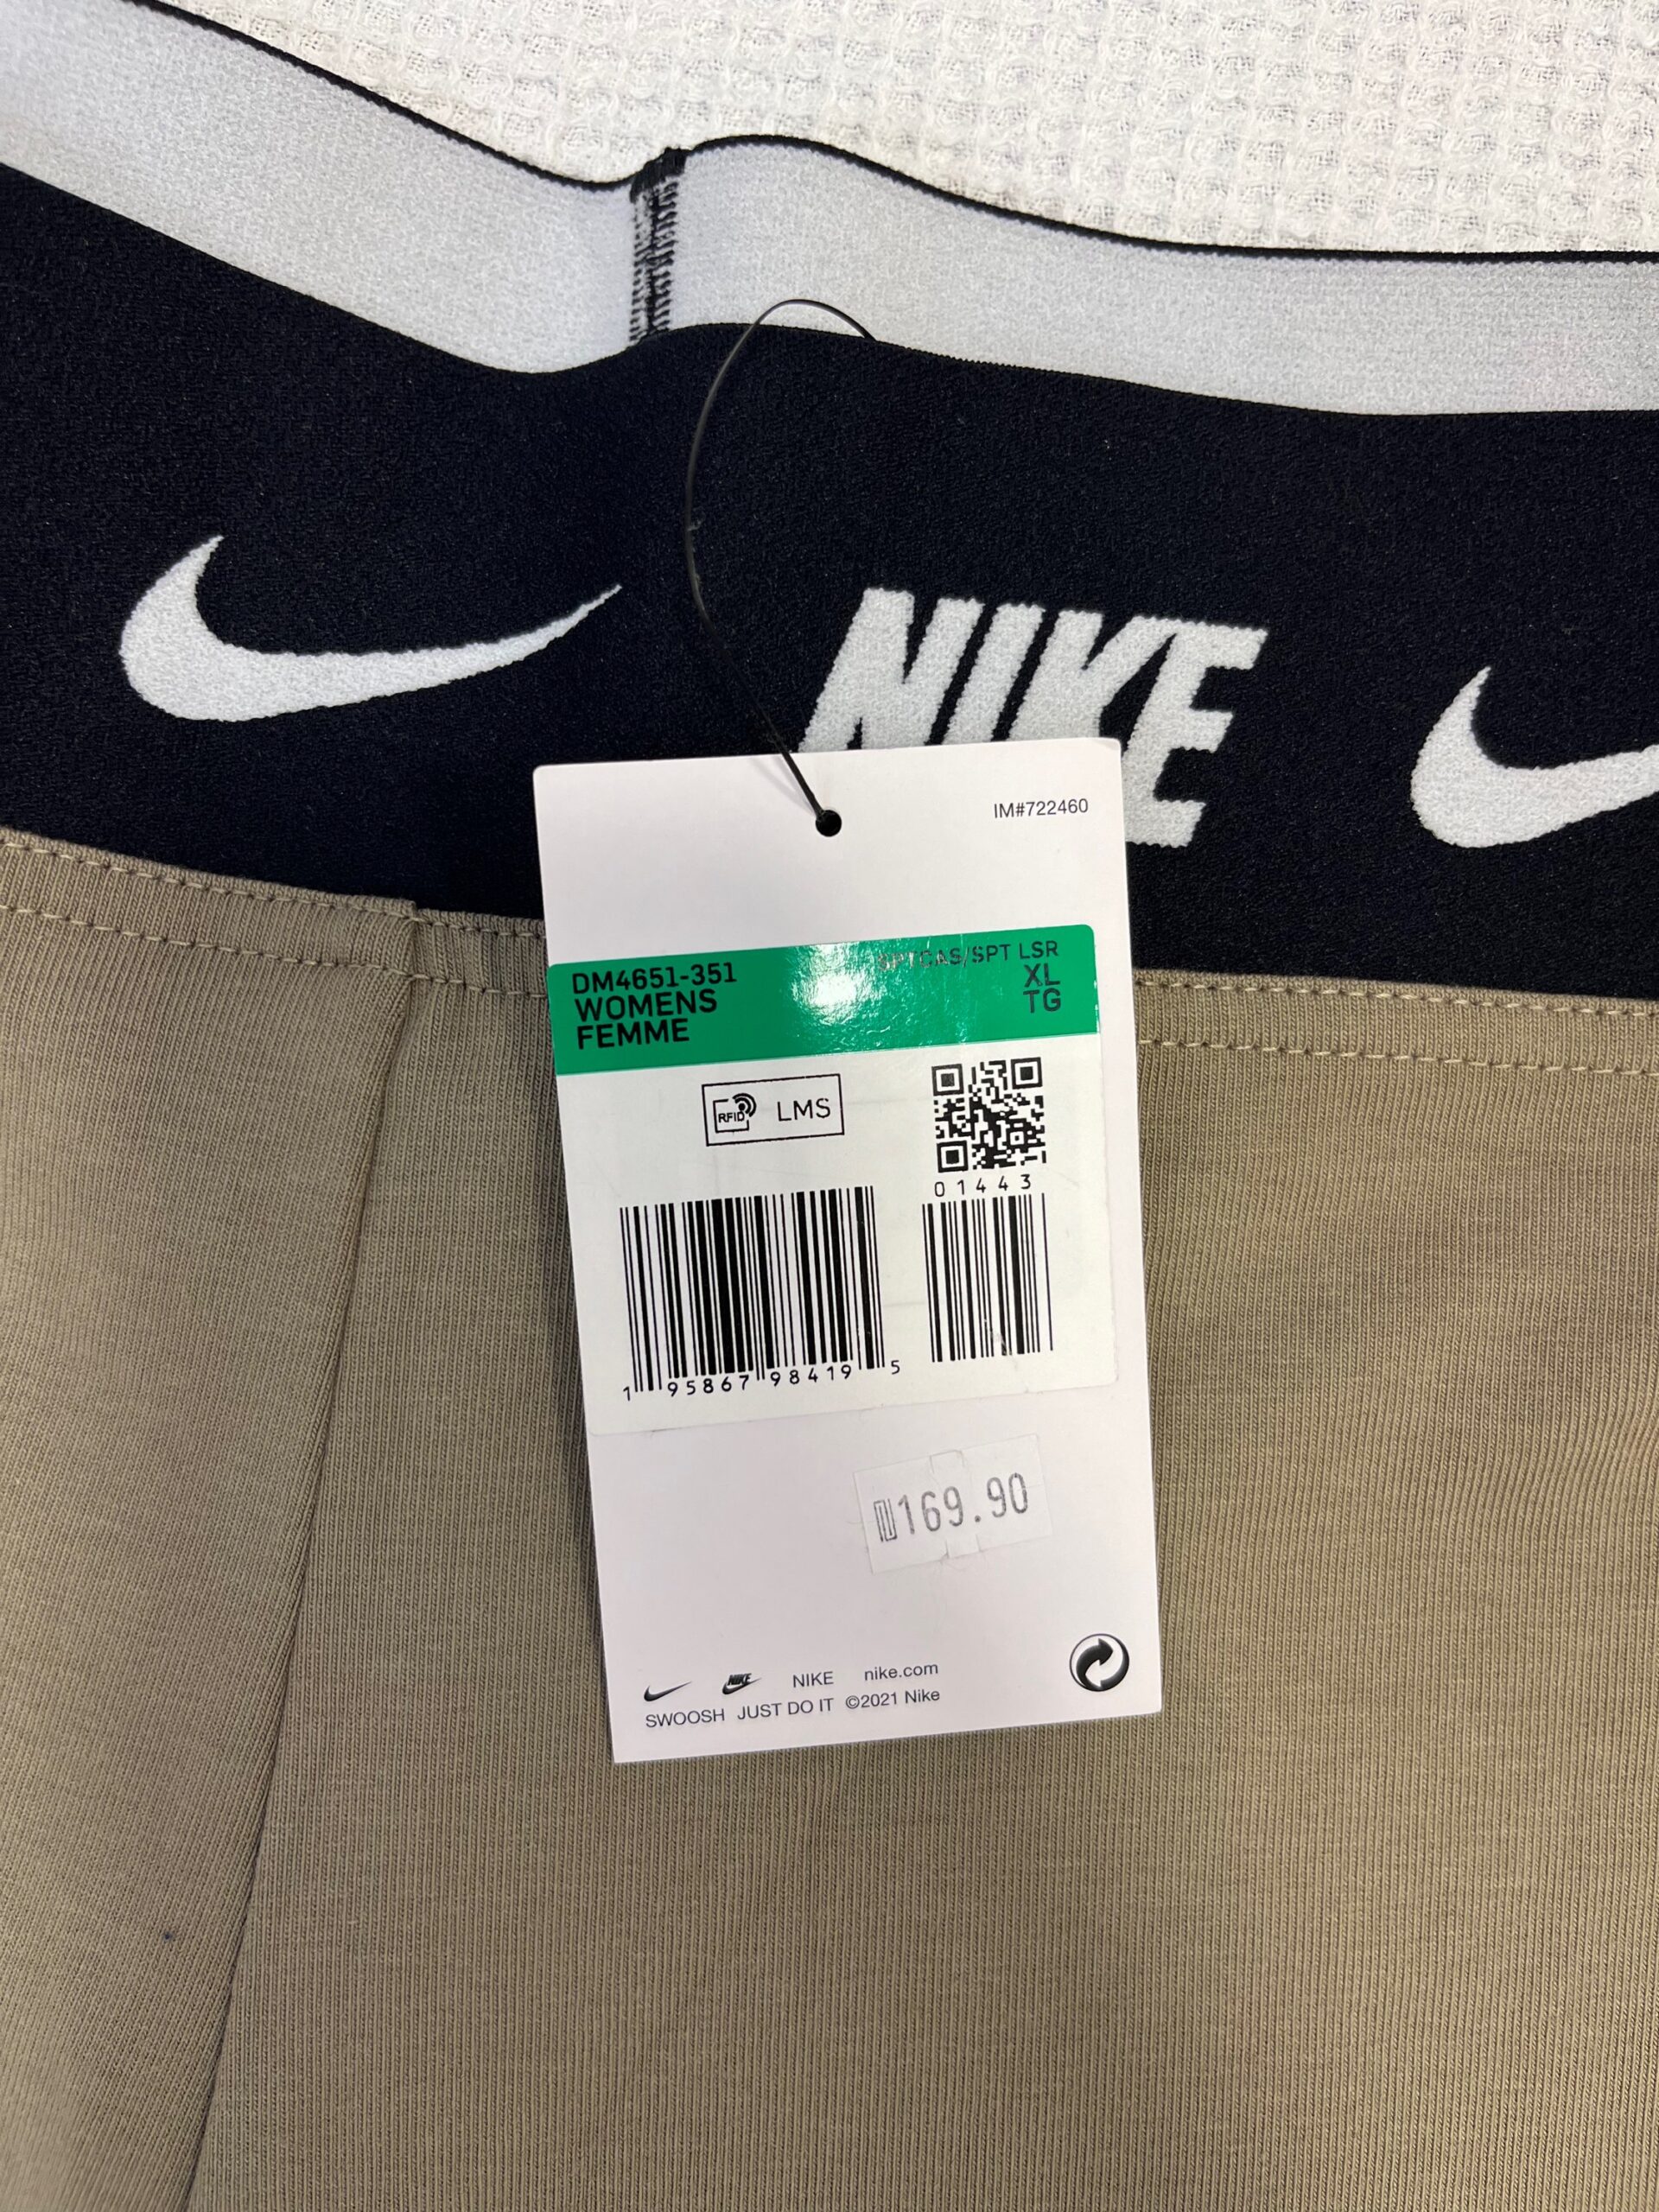 NIKE
IM#722460
SPTCAS/SPT LSR
DM4651-351
XL
WOMENS
TG
FEMME
RFID LMS
01443
1 95867 98419 5
₪169.90
NIKE NIKE nike.com
SWOOSH JUST DO IT ©2021 Nike